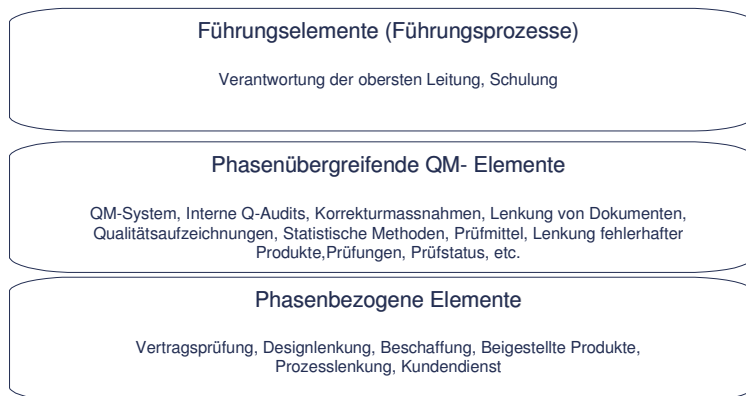 Führungselemente (Führungsprozesse)
Verantwortung der obersten Leitung, Schulung
Phasenübergreifende QM- Elemente
QM-System, Interne Q-Audits, Korrekturmassnahmen, Lenkung von Dokumenten,
Qualitätsaufzeichnungen, Statistische Methoden, Prüfmittel, Lenkung fehlerhafter
Produkte,Prüfungen, Prüfstatus, etc.
Phasenbezogene Elemente
Vertragsprüfung, Designlenkung, Beschaffung, Beigestellte Produkte,
Prozesslenkung, Kundendienst